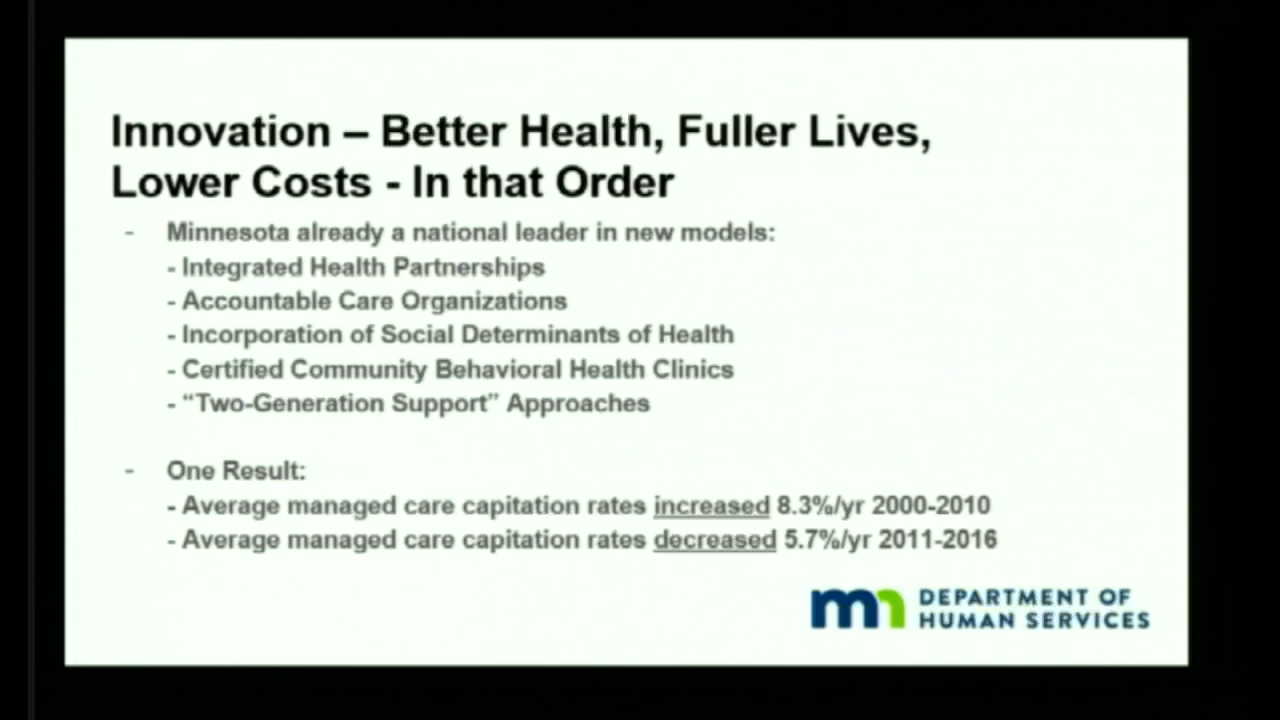 Innovation – Better Health, Fuller Lives,
Lower Costs - In that Order
- Minnesota already a national leader in new models:
- Integrated Health Partnerships
- Accountable Care Organizations
- Incorporation of Social Determinants of Health
- Certified Community Behavioral Health Clinics
- “Two-Generation Support” Approaches
- One Result:
- Average managed care capitation rates increased 8.3%/yr 2000-2010
- Average managed care capitation rates decreased 5.7%/yr 2011-2016
mn DEPARTMENT OF
HUMAN SERVICES